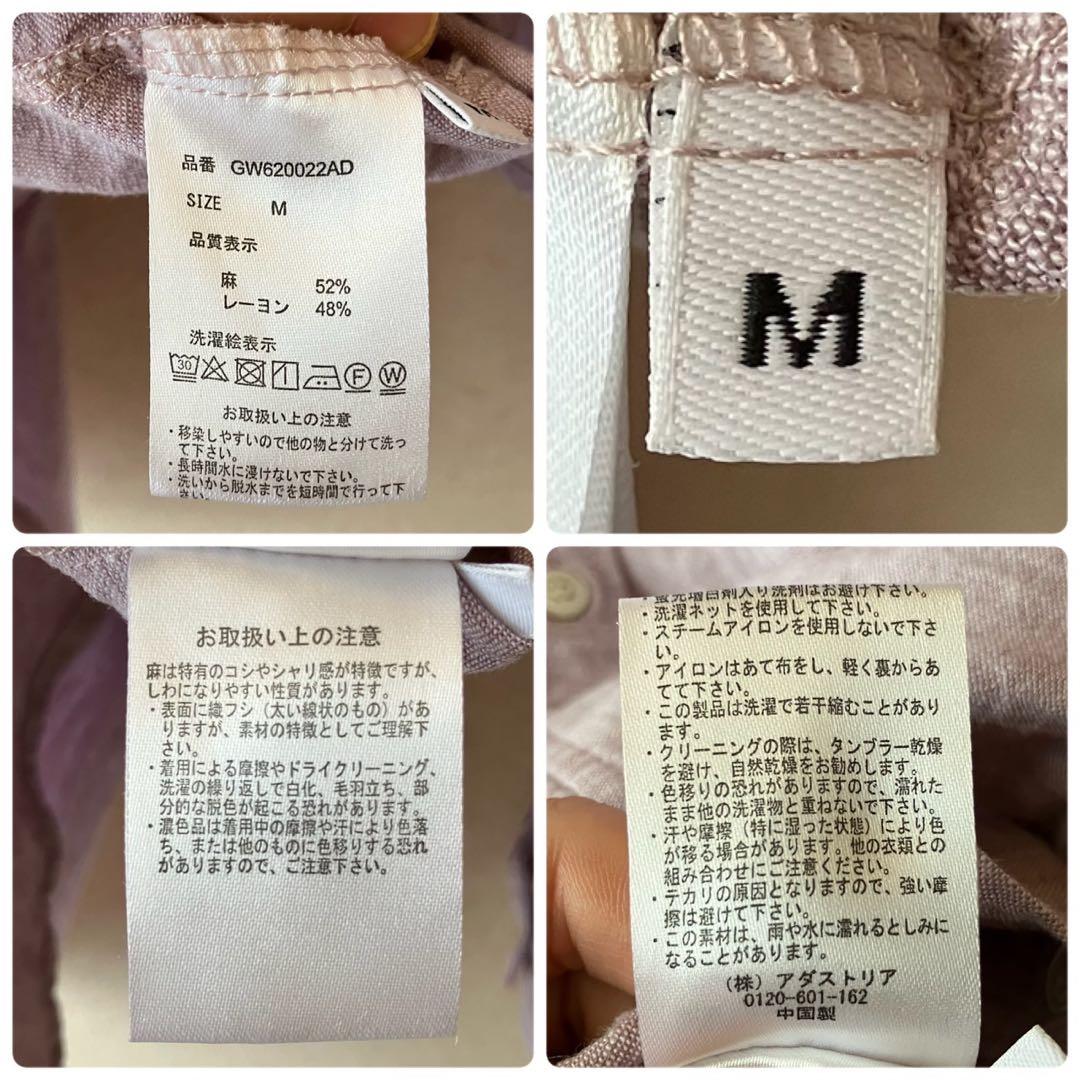 品番 GW620022AD
SIZE M
品質表示
麻 52%
レーヨン 48%
洗濯絵表示
30 F W
お取扱い上の注意
・移染しやすいので他の物と分けて洗っ
て下さい。
・長時間水に浸けないで下さい。
・洗いから脱水までを短時間で行って下
さい。
M
お取扱い上の注意
麻は特有のコシやシャリ感が特徴ですが、
しわになりやすい性質があります。
・表面に織フシ（太い線状のもの）があ
りますが、素材の特徴としてご理解下
さい。
・着用による摩擦やドライクリーニング、
洗濯の繰り返しで白化、毛羽立ち、部
分的な脱色が起こる恐れがあります。
・濃色品は着用中の摩擦や汗により色落
ち、または他のものに色移りする恐れ
がありますので、ご注意下さい。
・蛍光増白剤入り洗剤はお避け下さい。
・洗濯ネットを使用して下さい。
・スチームアイロンを使用しないで下さ
い。
・アイロンはあて布をし、軽く裏からあ
てて下さい。
・この製品は洗濯で若干縮むことがあり
ます。
・クリーニングの際は、タンブラー乾燥
を避け、自然乾燥をお勧めします。
・色移りの恐れがありますので、濡れた
まま他の洗濯物と重ねないで下さい。
・汗や摩擦（特に湿った状態）により色
が移る場合があります。他の衣類との
組み合わせにご注意ください。
・テカリの原因となりますので、強い摩
擦は避けて下さい。
・この素材は、雨や水に濡れるとしみに
なることがあります。
（株）アダストリア
0120-601-162
中国製